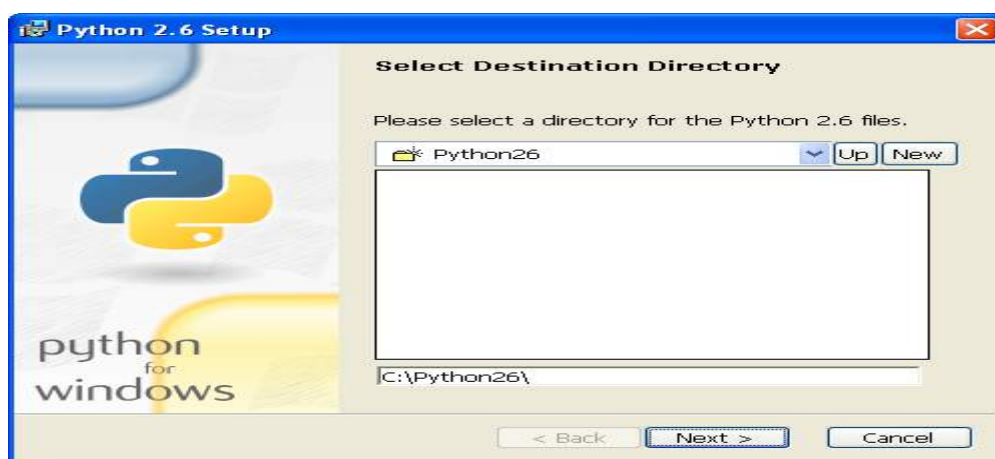 Python 2.6 Setup
Select Destination Directory
Please select a directory for the Python 2.6 files.
Python26
Up
New
C:\Python26\
python
for
windows
< Back
Next >
Cancel